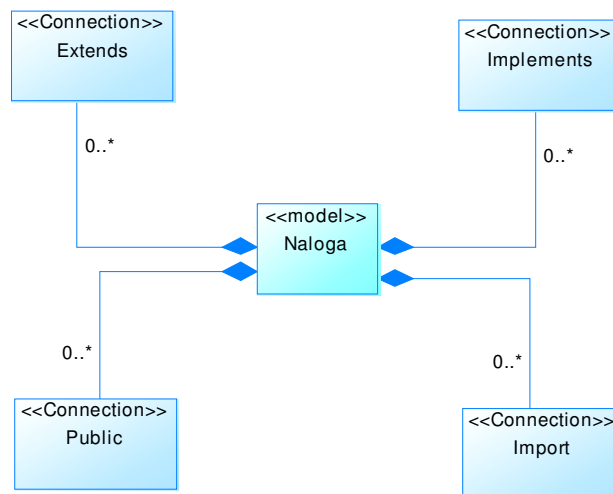 <<Connection>>
Extends
<<Connection>>
Implements
0..*
0..*
<<model>>
Naloga
0..*
0..*
<<Connection>>
Public
<<Connection>>
Import